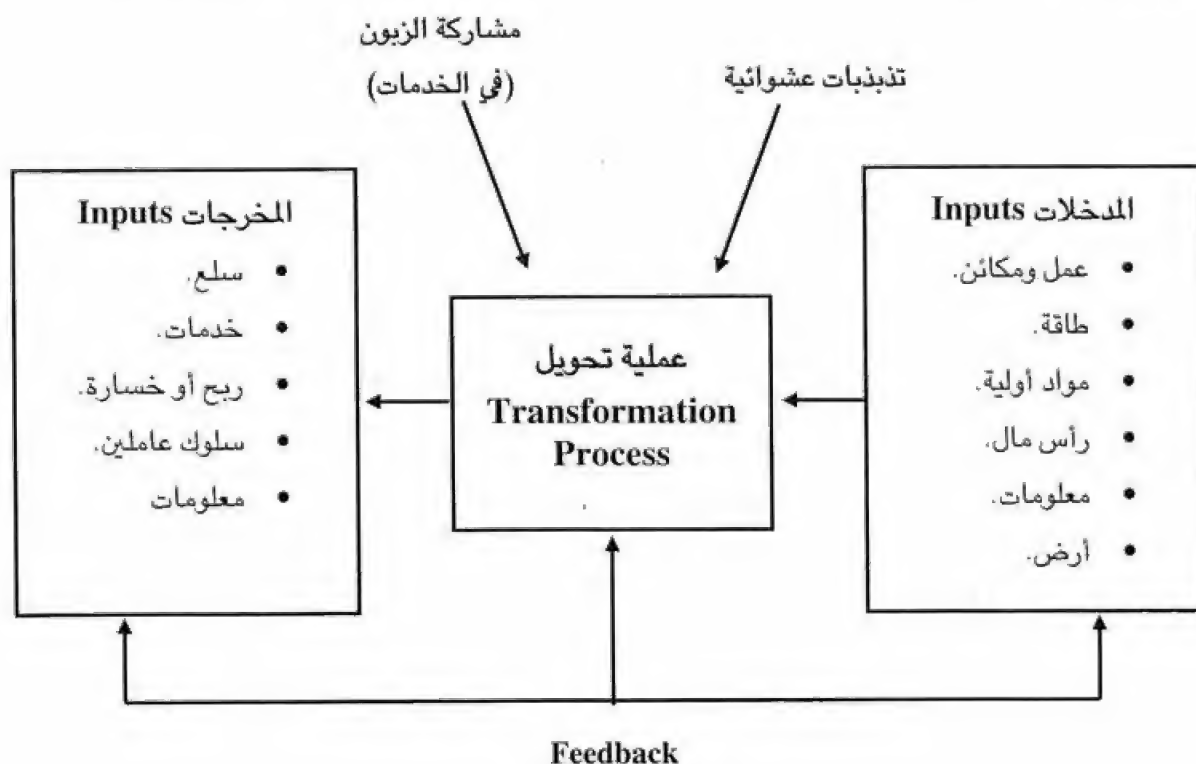 مشاركة الزبون
(في الخدمات)
تذبذبات عشوائية
المدخلات Inputs
• عمل ومكائن.
• طاقة.
• مواد أولية.
• رأس مال.
• معلومات.
• أرض.
عملية تحويل
Transformation
Process
المخرجات Inputs
• سلع.
• خدمات.
• ربح أو خسارة.
• سلوك عاملين.
• معلومات
Feedback